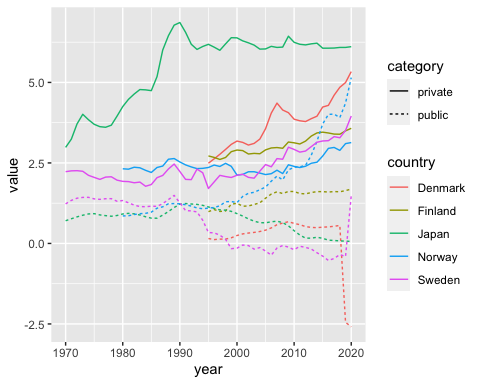 category
private
public
country
Denmark
Finland
Japan
Norway
Sweden
value
5.0
2.5
0.0
-2.5
1970
1980
1990
2000
2010
2020
year